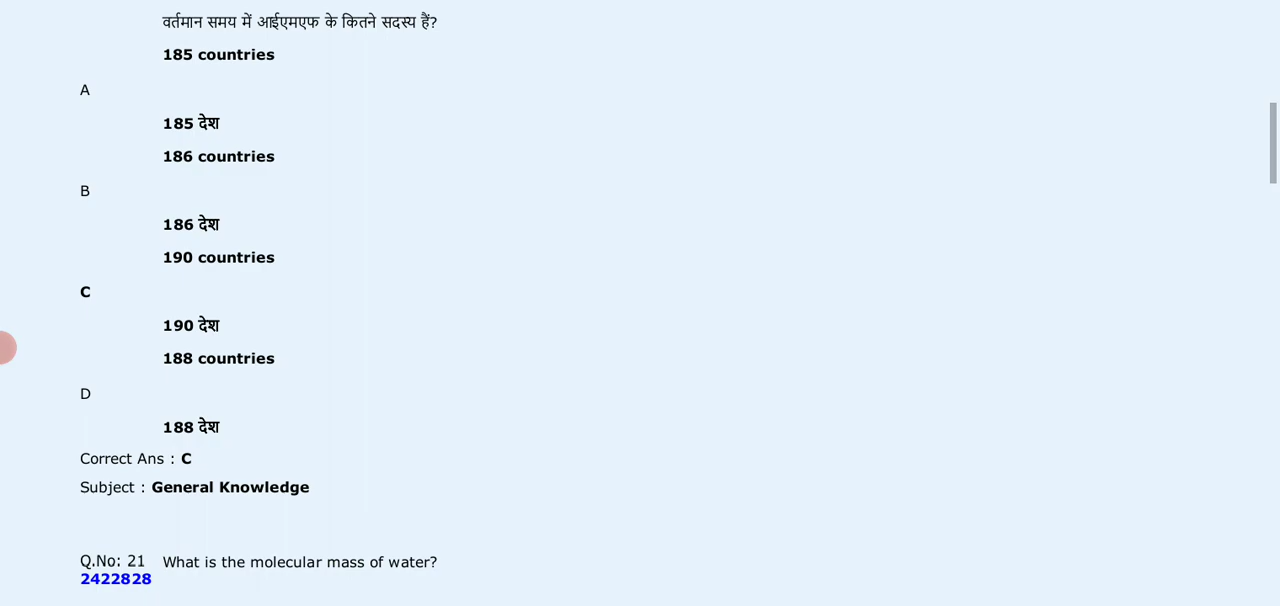 वर्तमान समय में आईएमएफ के कितने सदस्य हैं?
185 countries
A
185 देश
186 countries
B
186 देश
190 countries
C
190 देश
188 countries
D
188 देश
Correct Ans : C
Subject : General Knowledge
Q.No: 21 What is the molecular mass of water?
2422828